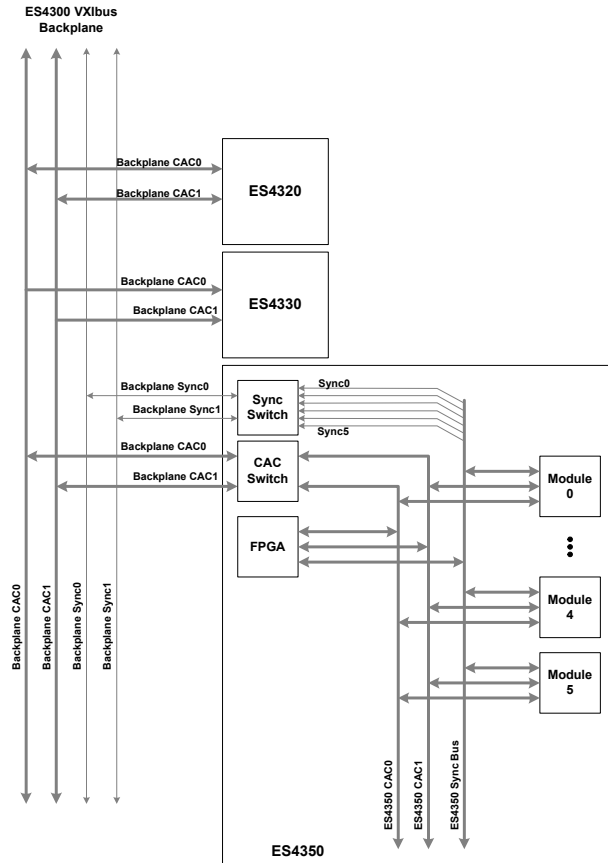 ES4300 VXIbus
Backplane
Backplane CAC0
ES4320
Backplane CAC1
Backplane CAC0
ES4330
Backplane CAC1
Backplane Sync0
Sync0
Sync
Switch
Backplane Sync1
Sync5
Backplane CAC0
CAC
Switch
Backplane CAC1
Module
0
FPGA
Backplane CAC0
Backplane CAC1
Backplane Sync0
Backplane Sync1
Module
4
Module
5
ES4350 CAC0
ES4350 CAC1
ES4350 Sync Bus
ES4350